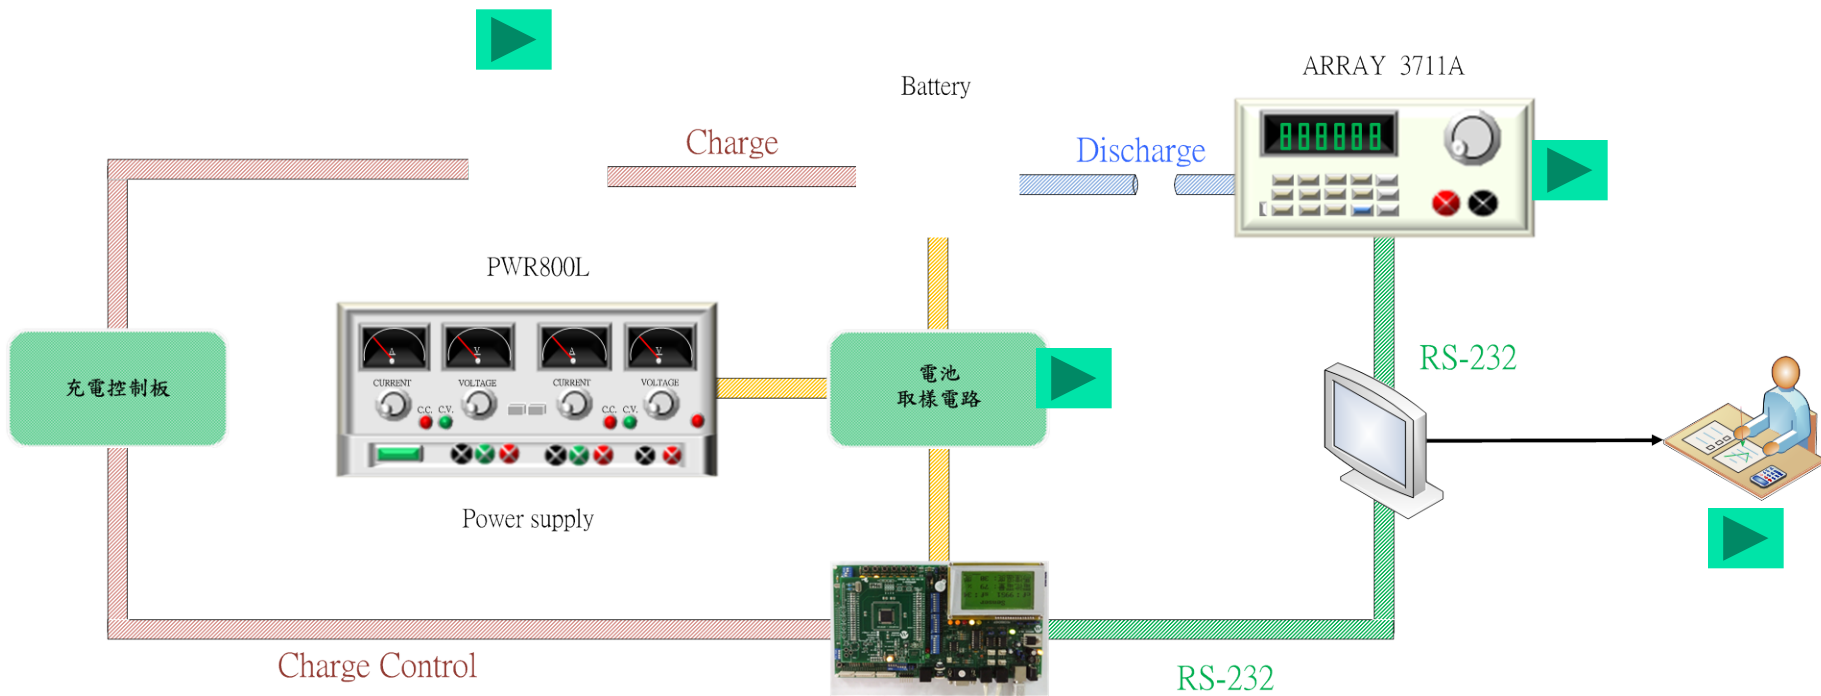 ARRAY 3711A
Battery
Charge
Discharge
PWR800L
A
V
A
V
CURRENT
VOLTAGE
CURRENT
VOLTAGE
C.C.
C.V.
C.C.
C.V.
充電控制板
電池
取樣電路
RS-232
Power supply
Charge Control
RS-232